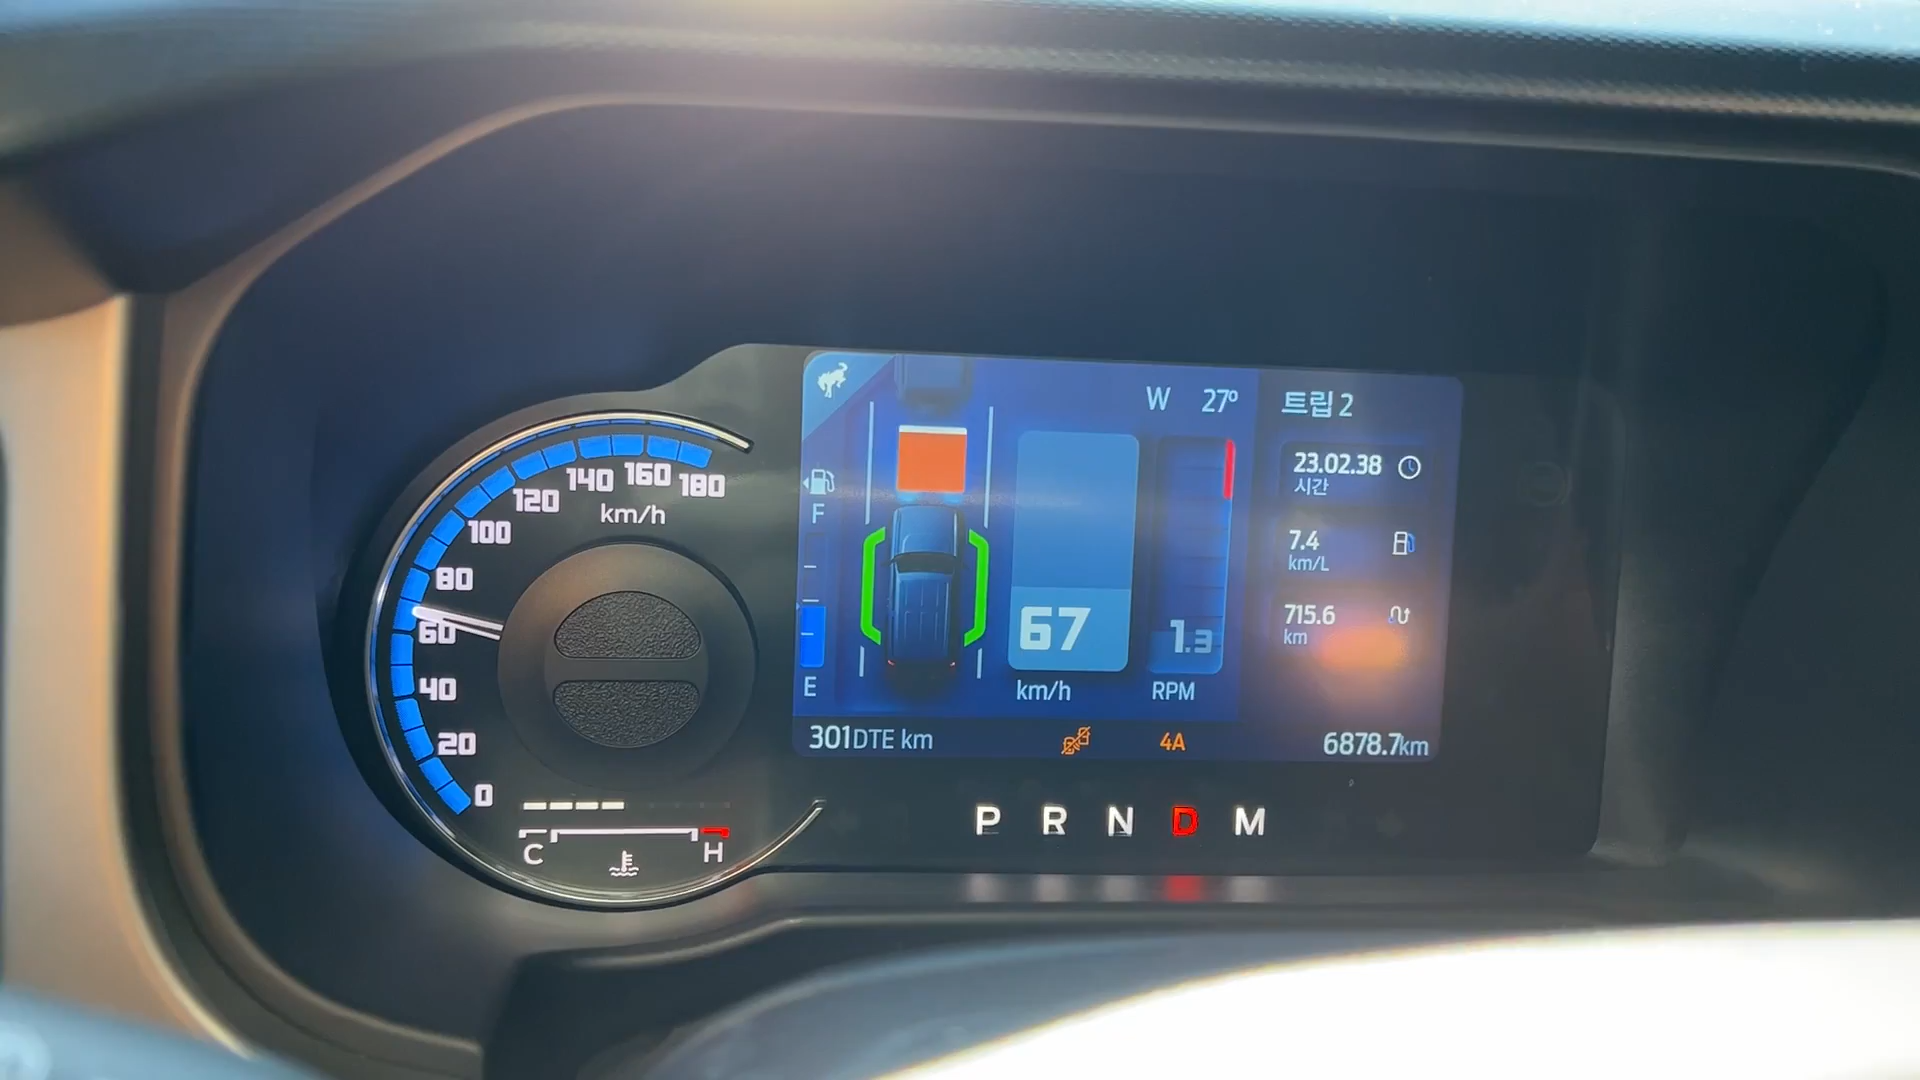 180
160
140
120
100
80
60
40
20
0
km/h
C
H
F
E
W 27º
67
km/h
1.3
RPM
트립 2
23.02.38
시간
7.4
km/L
715.6
km
301DTE km
4A
6878.7km
P R N D M